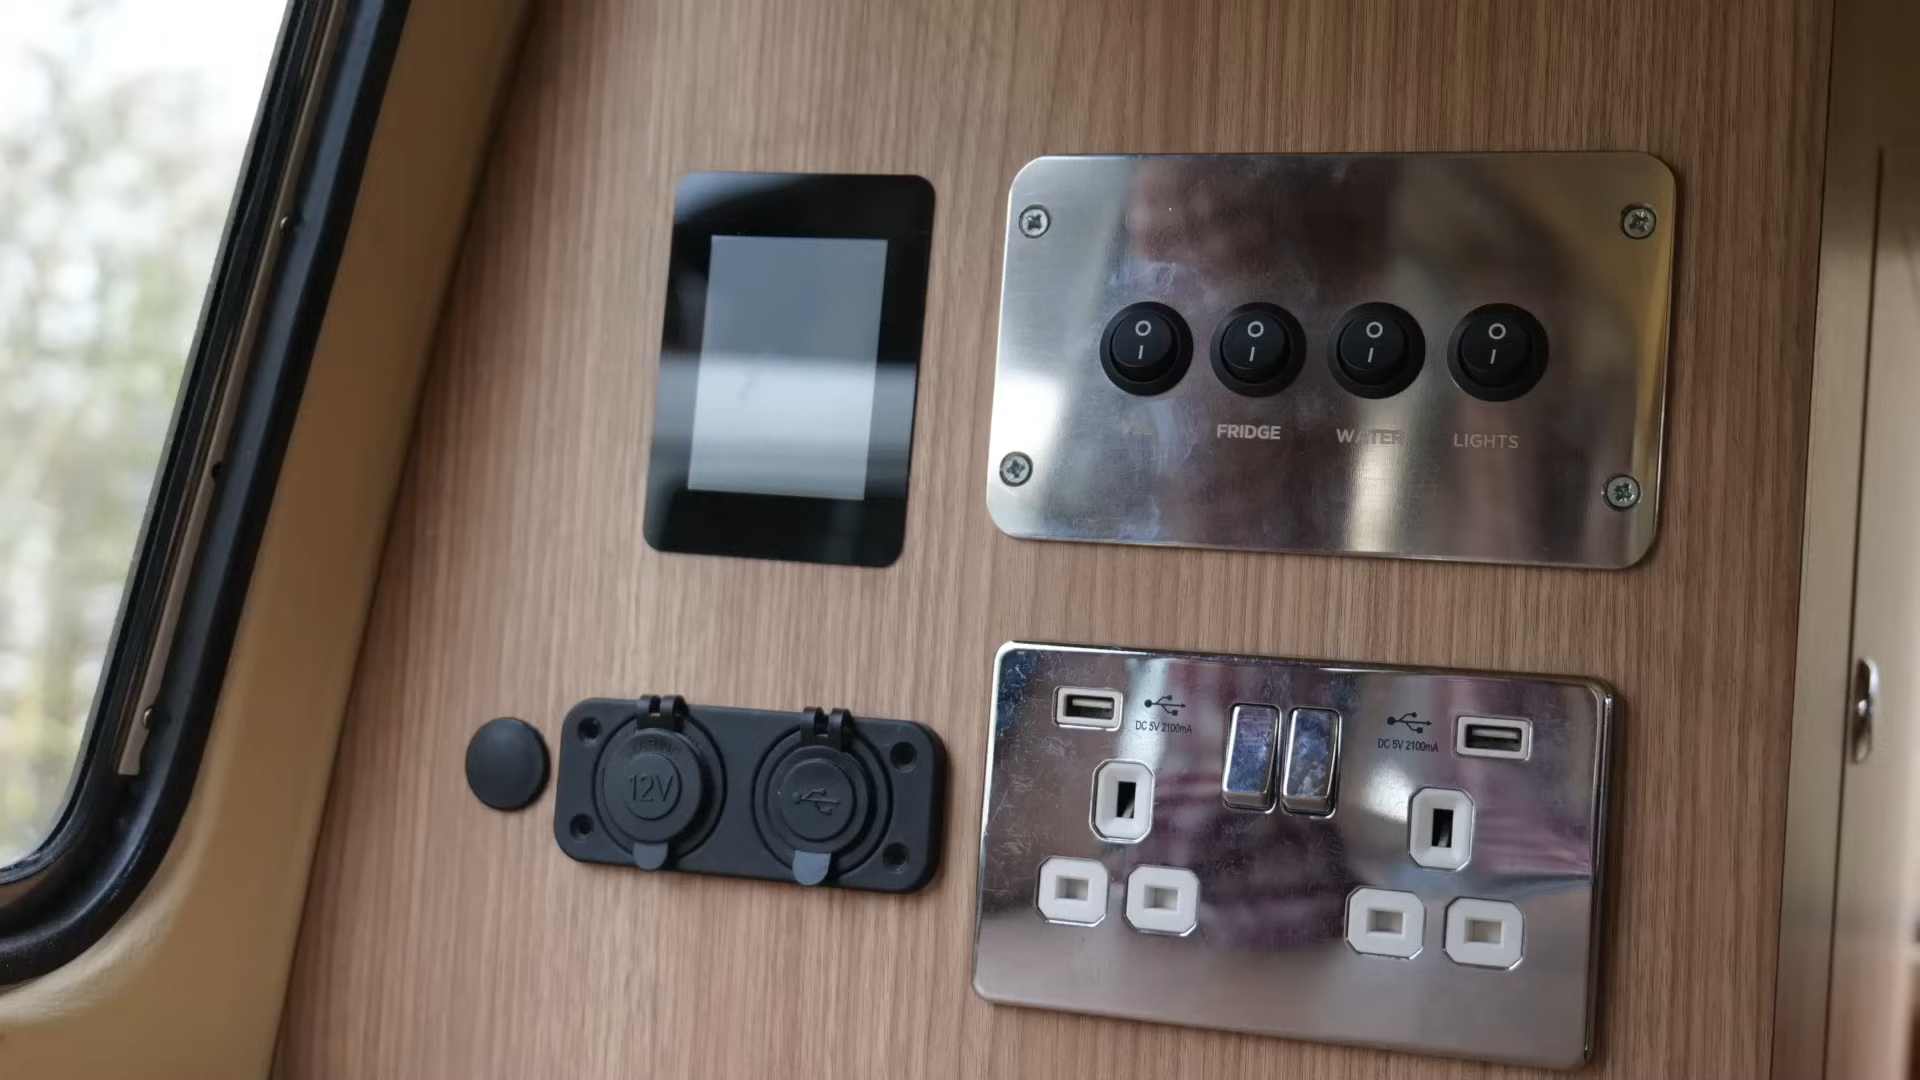 O I
O I
O I
O I
FRIDGE
WATER
LIGHTS
12V
DC 5V 2100mA
DC 5V 2100mA